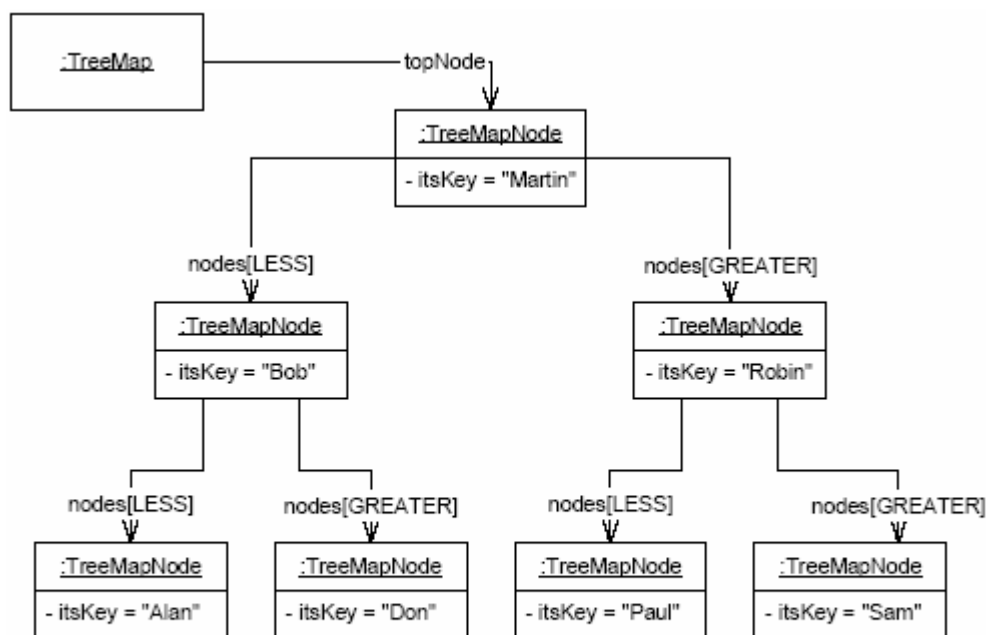 :TreeMap
topNode
:TreeMapNode
- itsKey = "Martin"
nodes[LESS]
nodes[GREATER]
:TreeMapNode
- itsKey = "Bob"
:TreeMapNode
- itsKey = "Robin"
nodes[LESS]
nodes[GREATER]
nodes[LESS]
nodes[GREATER]
:TreeMapNode
- itsKey = "Alan"
:TreeMapNode
- itsKey = "Don"
:TreeMapNode
- itsKey = "Paul"
:TreeMapNode
- itsKey = "Sam"